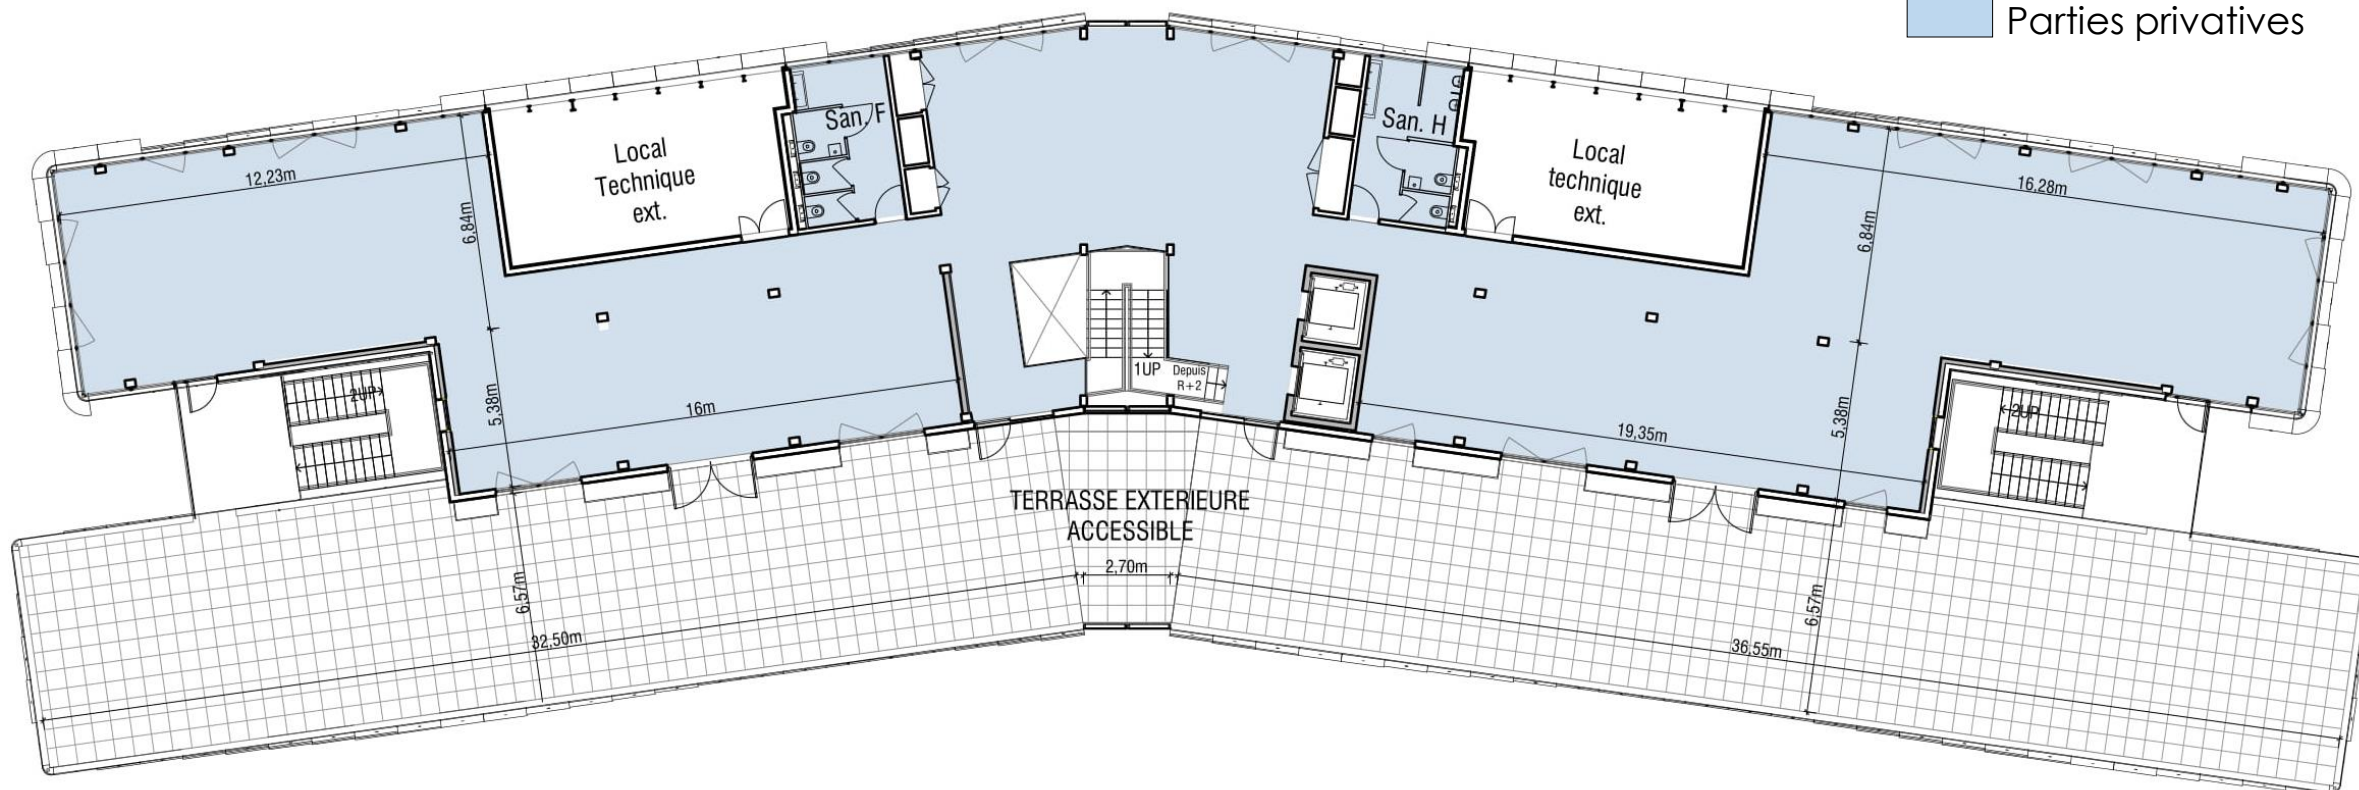 Parties privatives
San. F
San. H
Local
Technique
ext.
Local
technique
ext.
12,23m
16,28m
6,84m
6,84m
1UP
Depuis
R+2
2UP
2UP
5,38m
16m
5,38m
19,35m
TERRASSE EXTERIEURE
ACCESSIBLE
2,70m
6,57m
6,57m
32,50m
36,55m